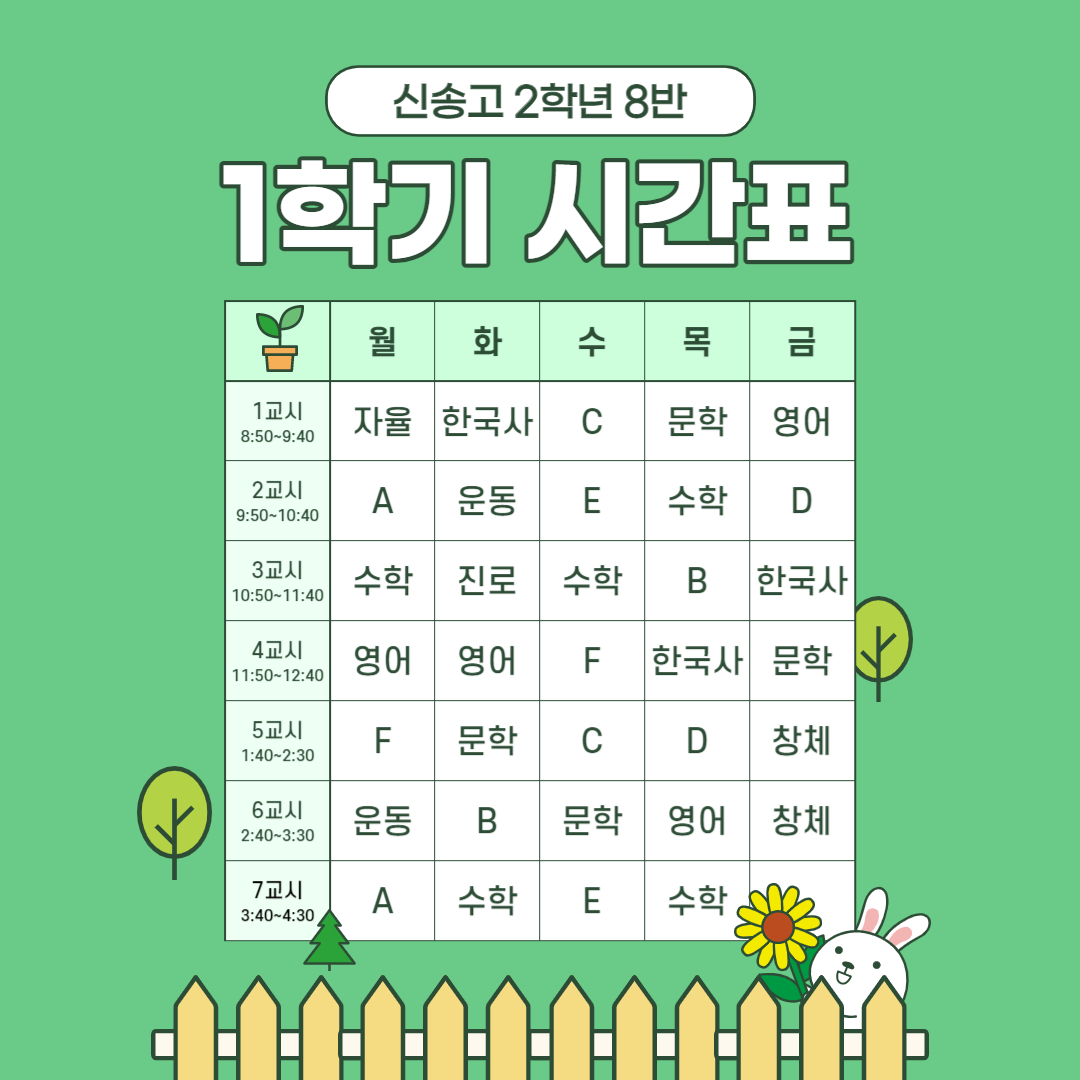 신송고 2학년 8반
1학기 시간표
월 화 수 목 금
1교시 자율 한국사 C 문학 영어
8:50~9:40
2교시 A 운동 E 수학 D
9:50~10:40
3교시 수학 진로 수학 B 한국사
10:50~11:40
4교시 영어 영어 F 한국사 문학
11:50~12:40
5교시 F 문학 C D 창체
1:40~2:30
6교시 운동 B 문학 영어 창체
2:40~3:30
7교시 A 수학 E 수학
3:40~4:30